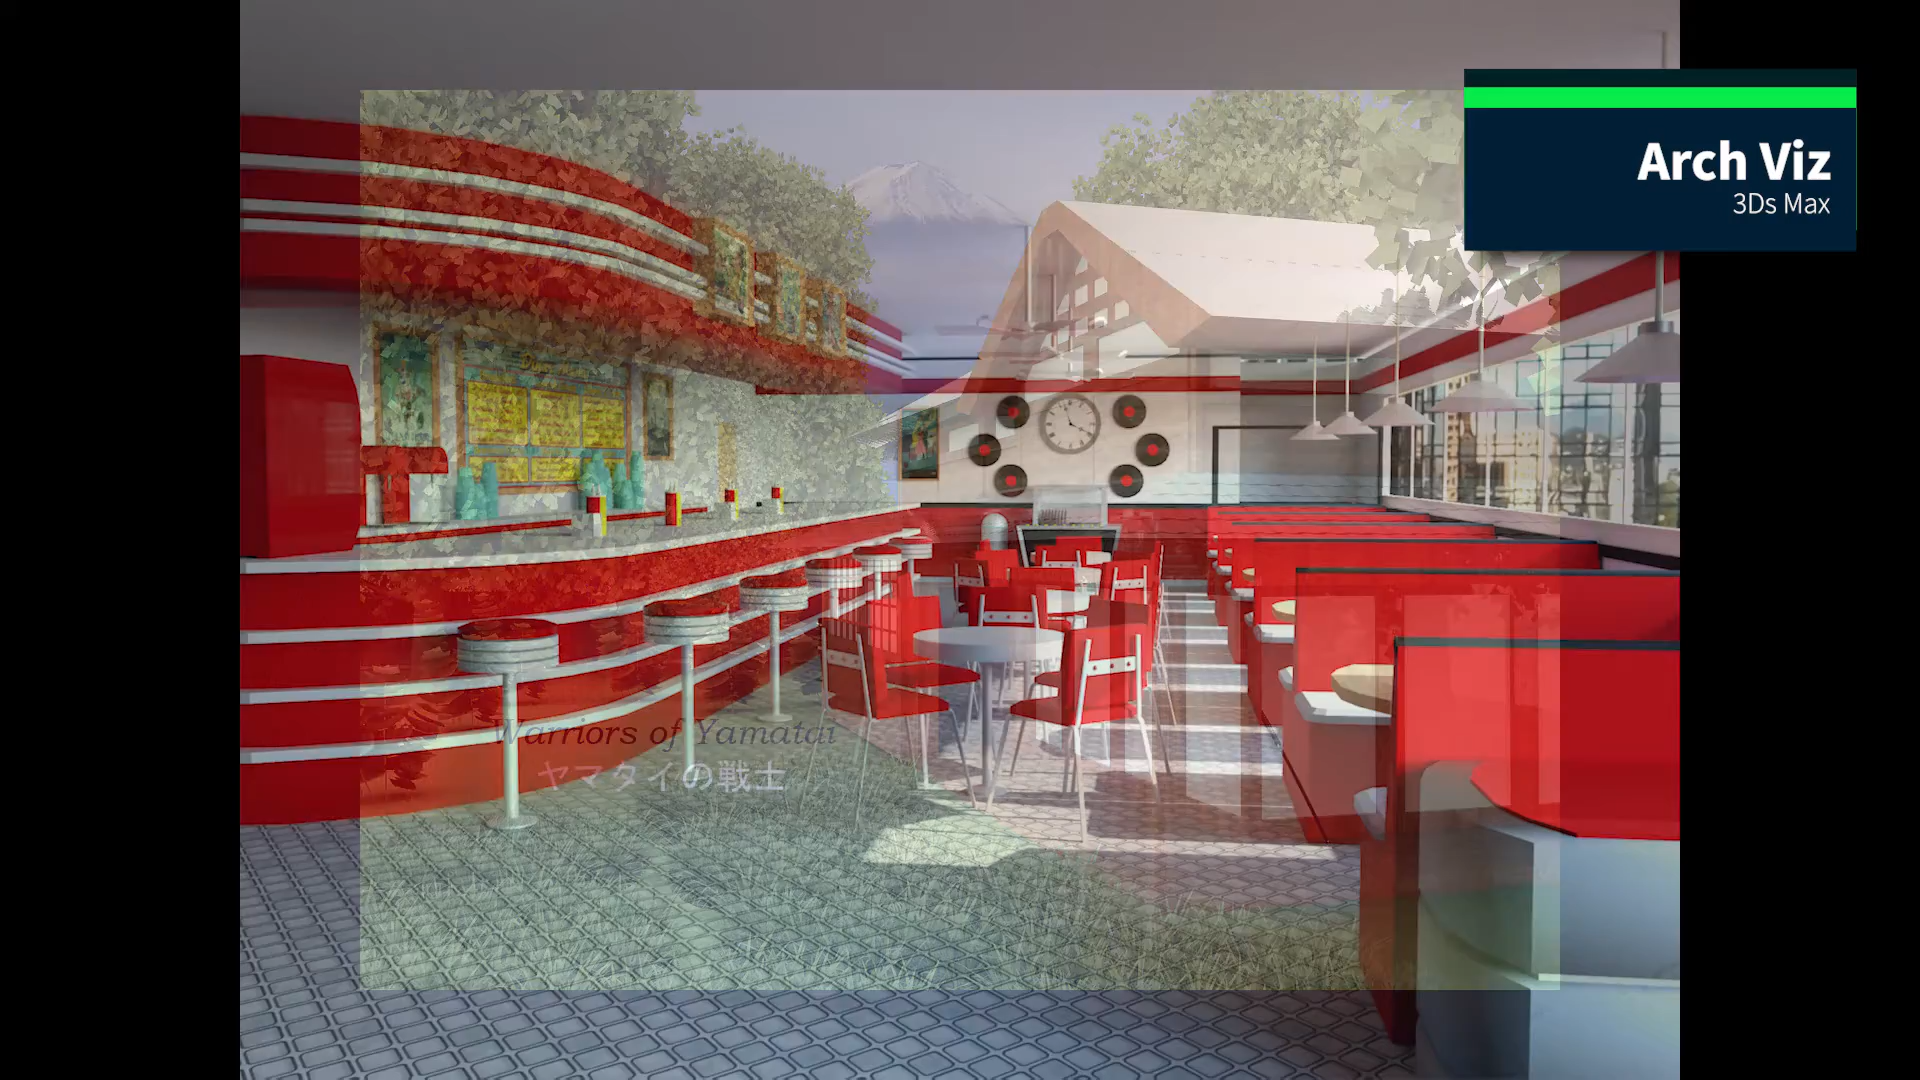 Arch Viz
3Ds Max
Warriors of Yamatai
ヤマタイの戦士